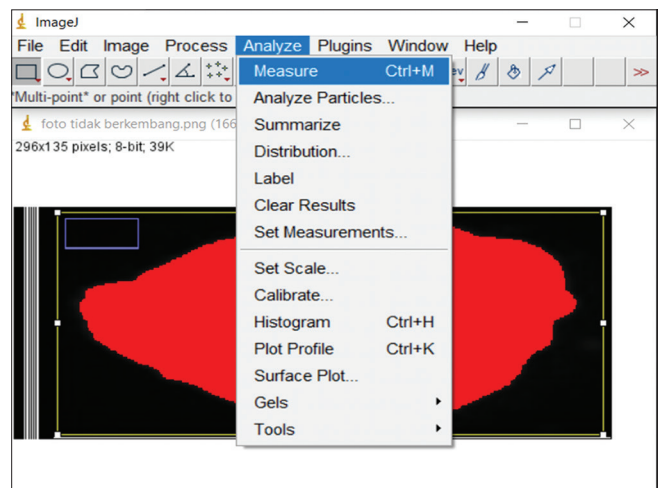 ImageJ
File Edit Image Process Analyze Plugins Window Help
*Multi-point* or point (right click to
foto tidak berkembang.png (166
296x135 pixels; 8-bit; 39K
Measure Ctrl+M
Analyze Particles...
Summarize
Distribution...
Label
Clear Results
Set Measurements...
Set Scale...
Calibrate...
Histogram Ctrl+H
Plot Profile Ctrl+K
Surface Plot...
Gels
Tools